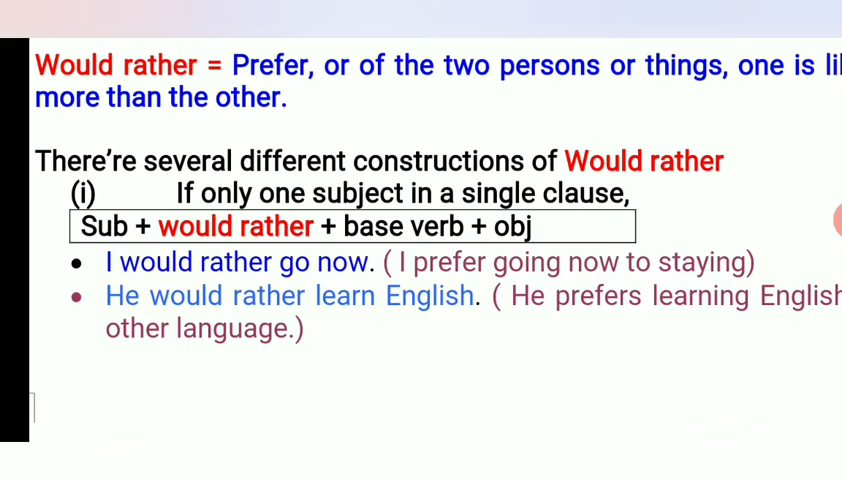 Would rather = Prefer, or of the two persons or things, one is
more than the other.
There're several different constructions of Would rather
(i) If only one subject in a single clause,
Sub + would rather + base verb + obj
• I would rather go now. ( I prefer going now to staying)
• He would rather learn English. ( He prefers learning English
other language.)